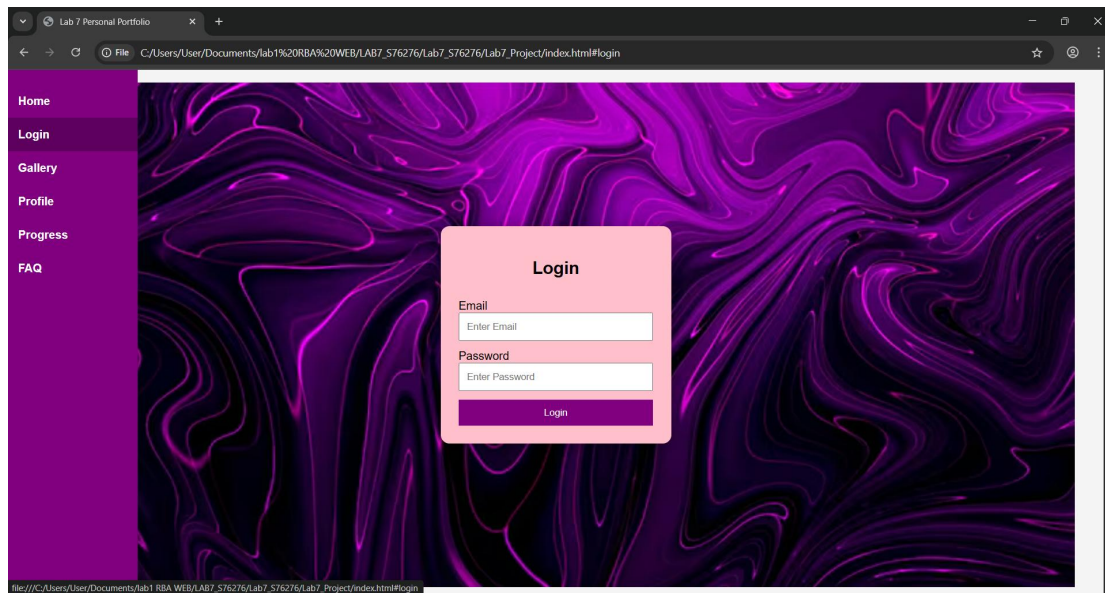 Lab 7 Personal Portfolio
File C:/Users/User/Documents/lab1%20RBA%20WEB/LAB7_S76276/Lab7_S76276/Lab7_Project/index.html#login
Home
Login
Gallery
Profile
Progress
FAQ
Login
Email
Enter Email
Password
Enter Password
Login
file:///C:/Users/User/Documents/lab1 RBA WEB/LAB7_S76276/Lab7_S76276/Lab7_Project/index.html#login